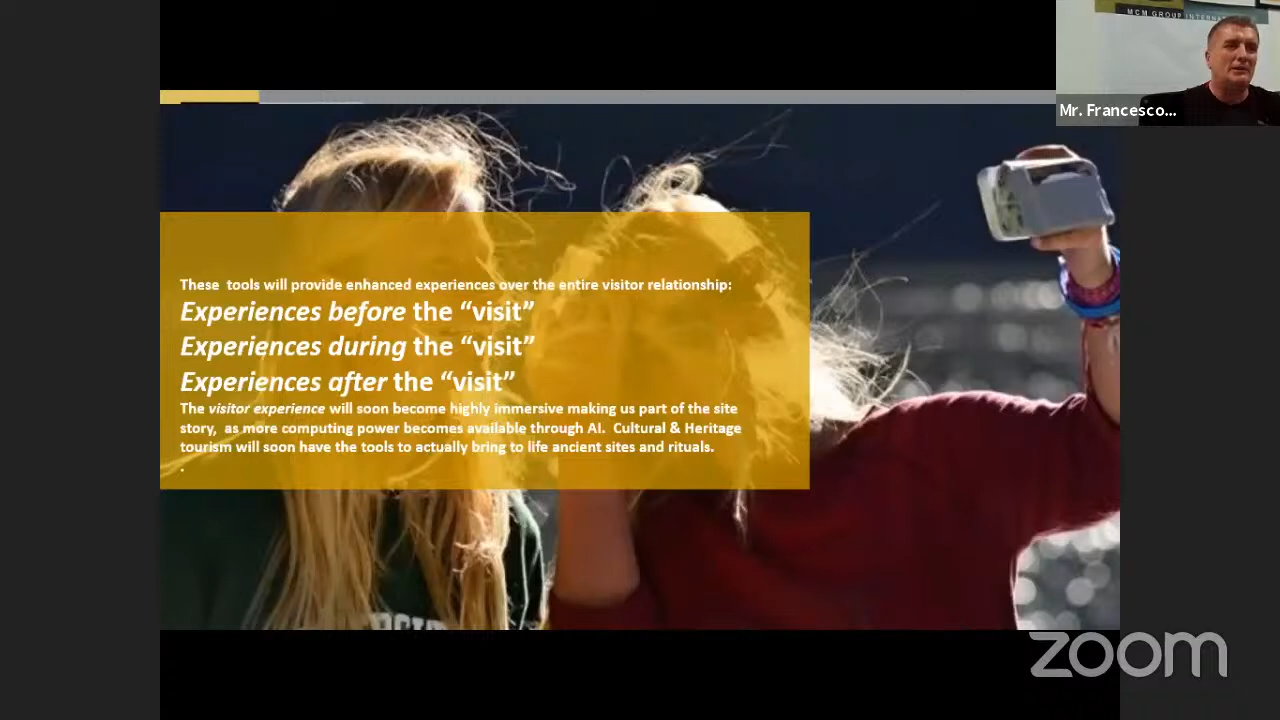 MCM GROUP INTERNA
Mr. Francesco...
These tools will provide enhanced experiences over the entire visitor relationship:
Experiences before the “visit”
Experiences during the “visit”
Experiences after the “visit”
The visitor experience will soon become highly immersive making us part of the site
story, as more computing power becomes available through AI. Cultural & Heritage
tourism will soon have the tools to actually bring to life ancient sites and rituals.
.
zoom